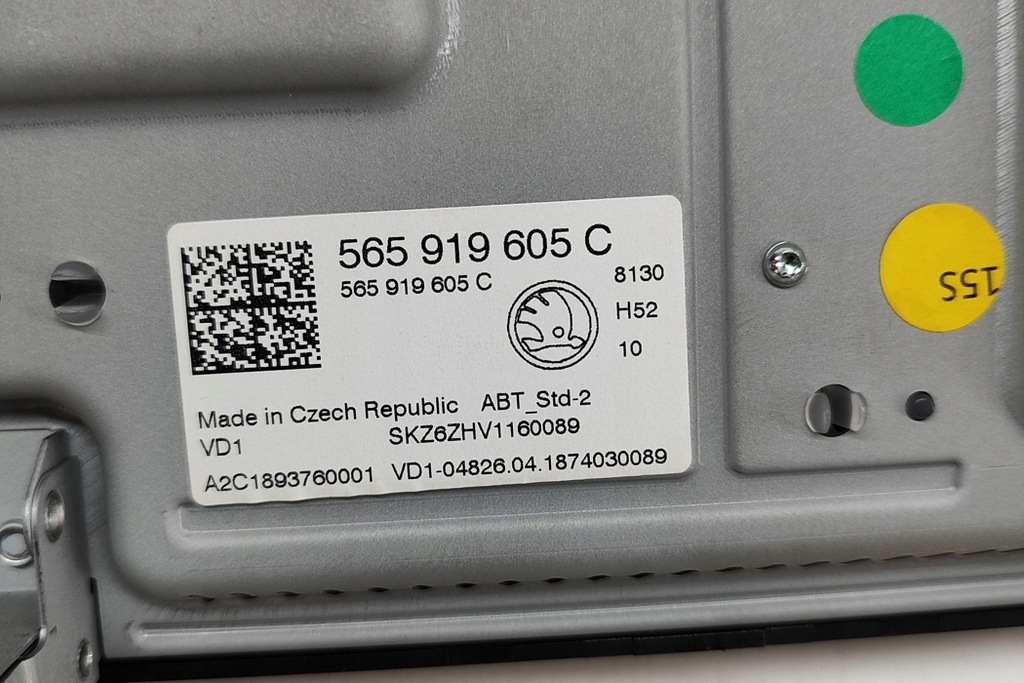 565 919 605 C
565 919 605 C
8130
H52
10
Made in Czech Republic ABT_Std-2
VD1 SKZ6ZHV1160089
A2C1893760001 VD1-04826.04.1874030089
15S